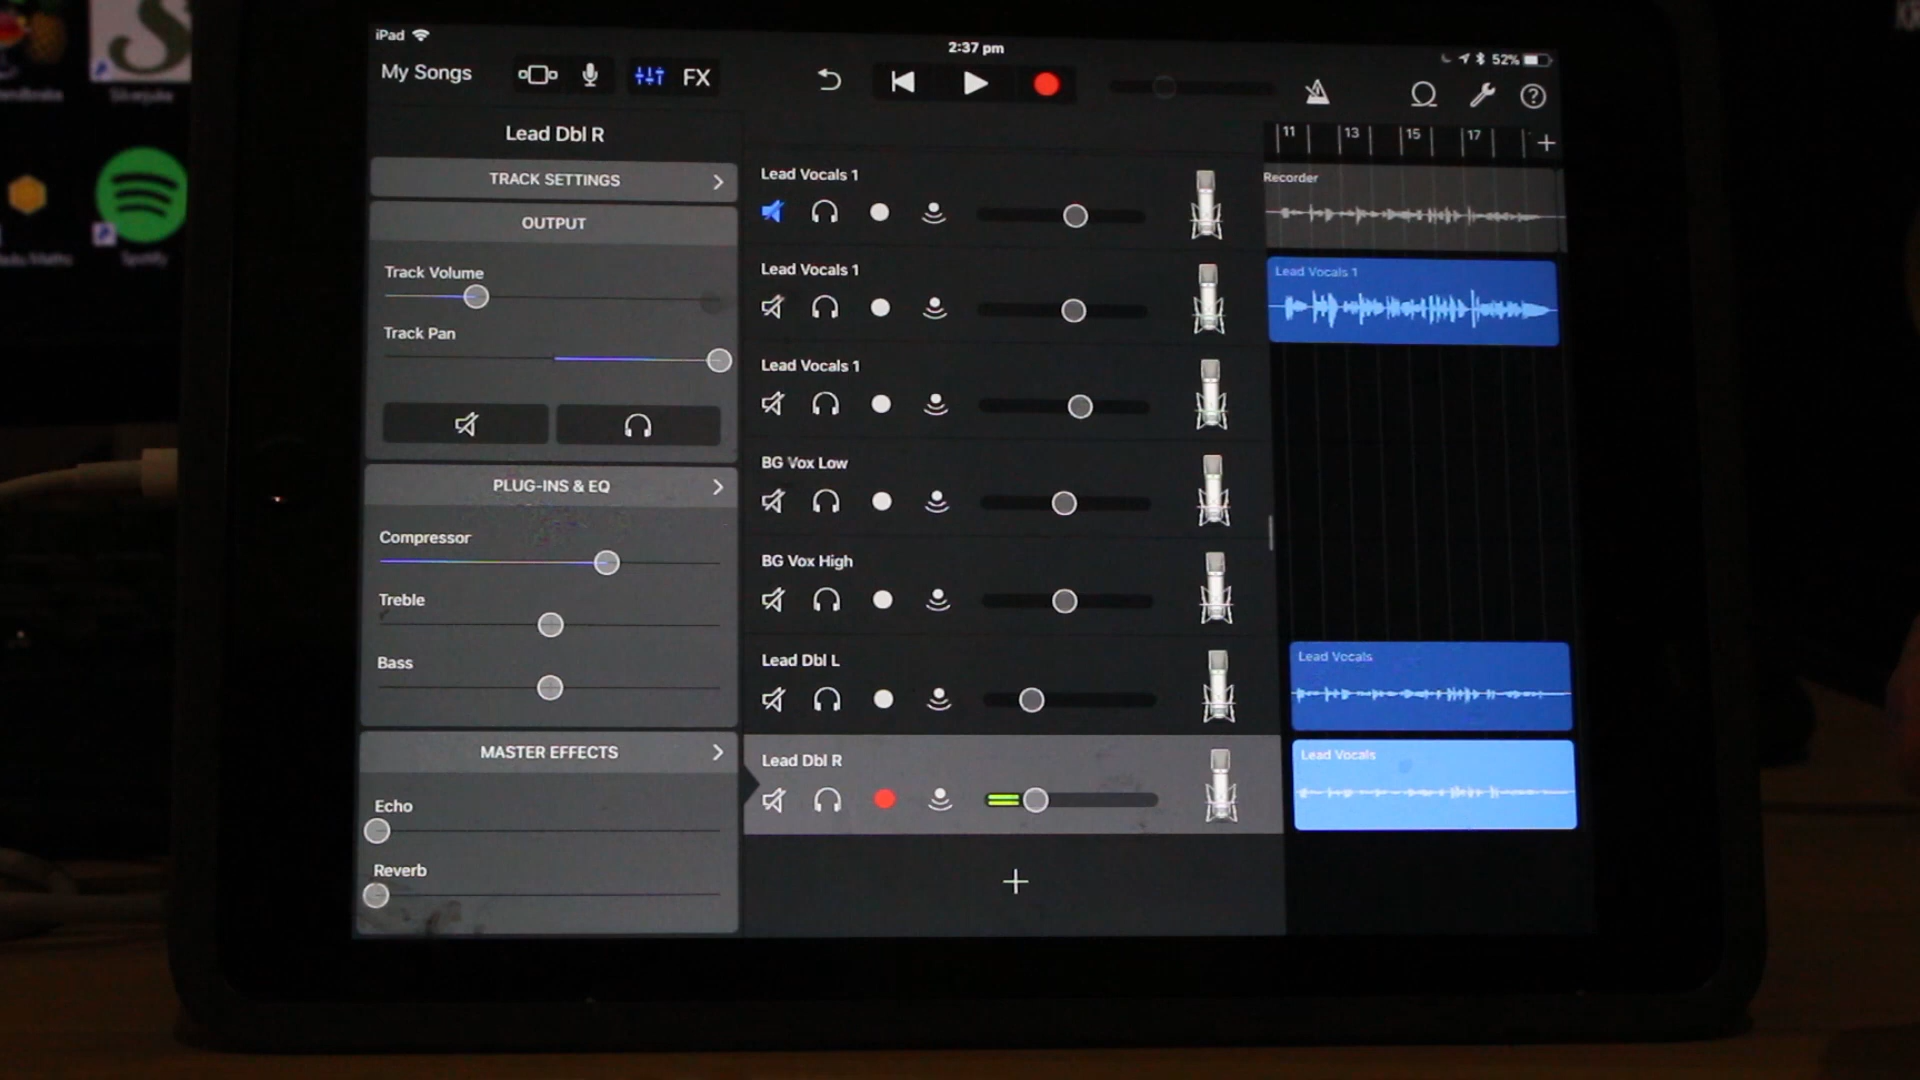 iPad
2:37 pm
52%
My Songs
FX
11 13 15 17
Lead Dbl R
TRACK SETTINGS
OUTPUT
Track Volume
Track Pan
PLUG-INS & EQ
Compressor
Treble
Bass
MASTER EFFECTS
Echo
Reverb
Lead Vocals 1
Lead Vocals 1
Lead Vocals 1
BG Vox Low
BG Vox High
Lead Dbl L
Lead Dbl R
Recorder
Lead Vocals 1
Lead Vocals
Lead Vocals
Spotify